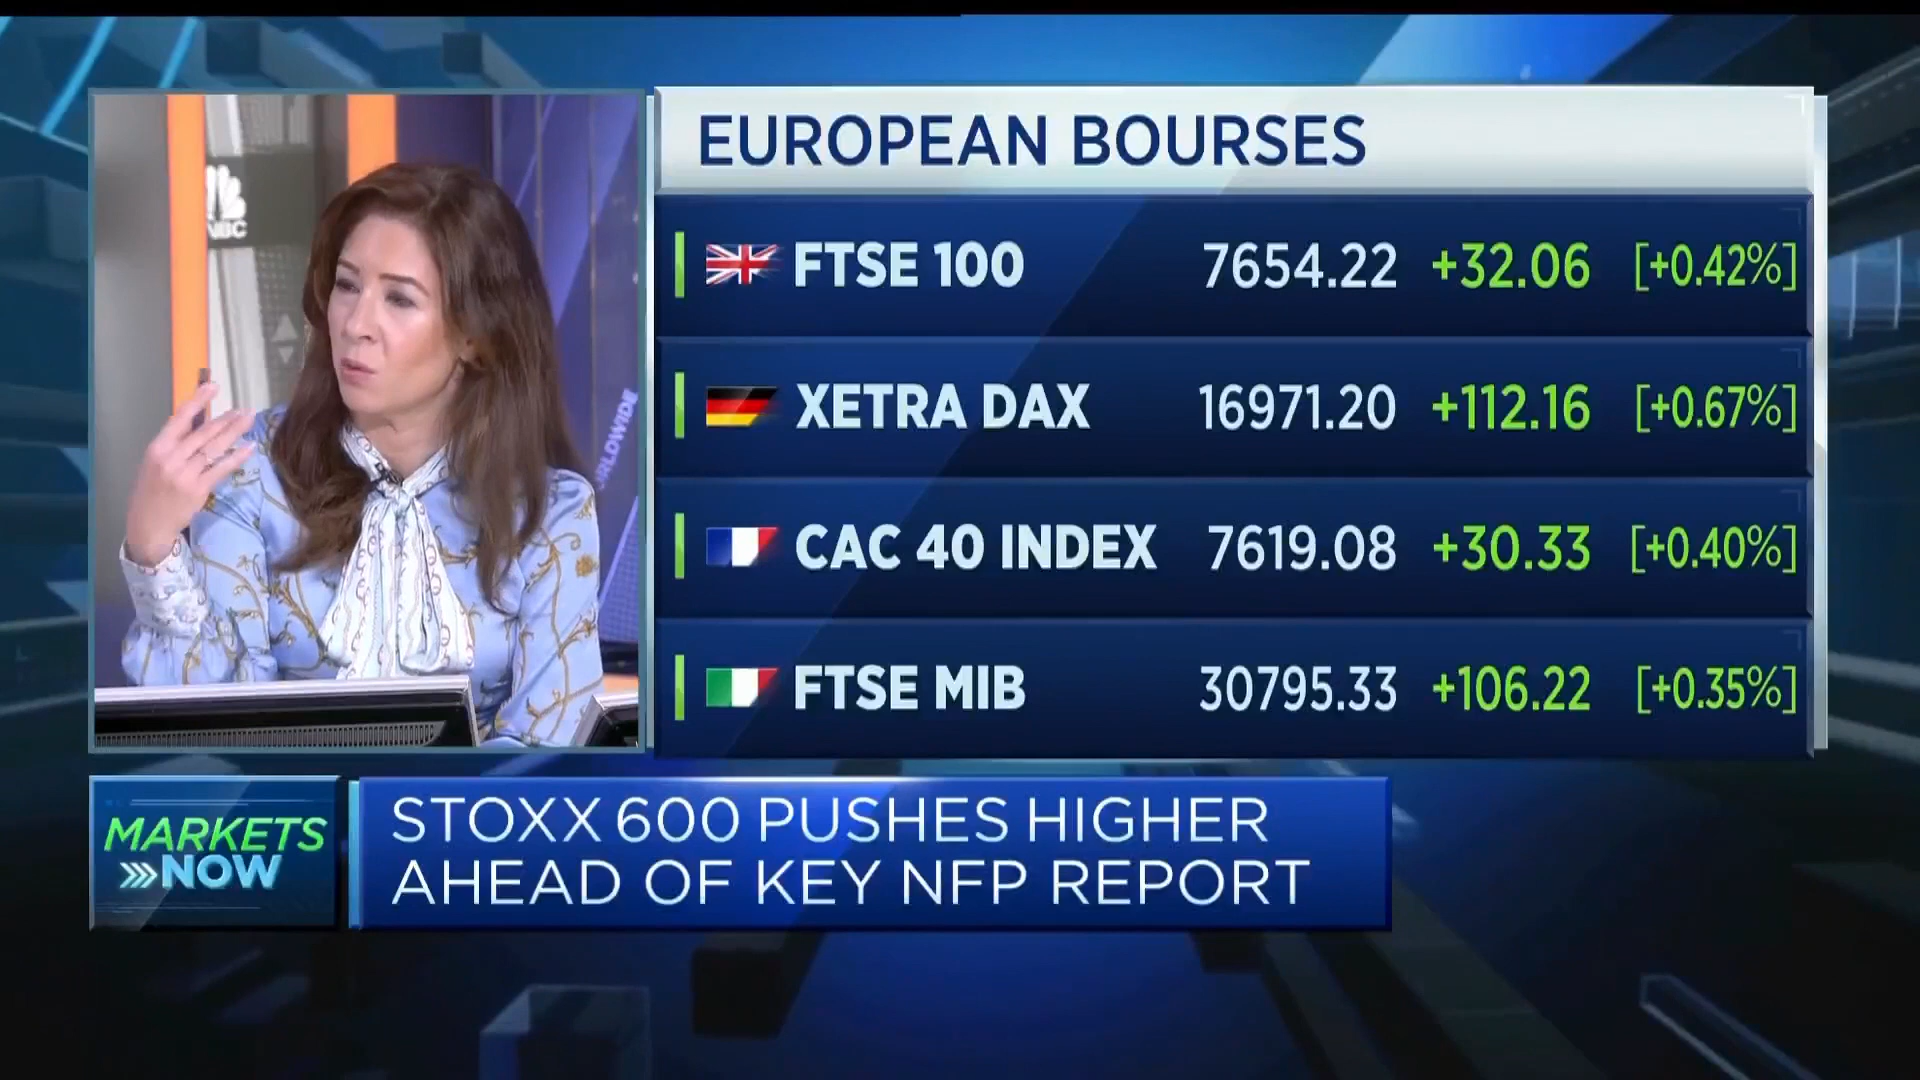 EUROPEAN BOURSES
FTSE 100 7654.22 +32.06 [+0.42%]
XETRA DAX 16971.20 +112.16 [+0.67%]
CAC 40 INDEX 7619.08 +30.33 [+0.40%]
FTSE MIB 30795.33 +106.22 [+0.35%]
NBC
RLDWIDE
MARKETS
NOW
STOXX 600 PUSHES HIGHER
AHEAD OF KEY NFP REPORT